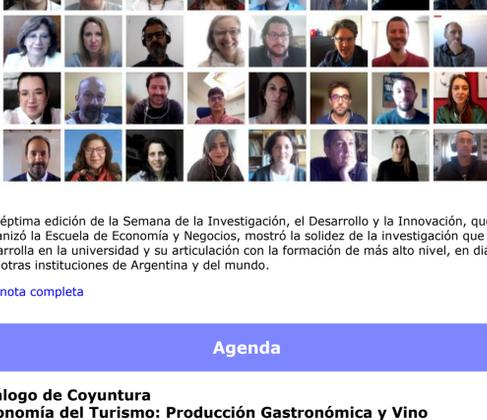 éptima edición de la Semana de la Investigación, el Desarrollo y la Innovación, que
anizó la Escuela de Economía y Negocios, mostró la solidez de la investigación que
arrolla en la universidad y su articulación con la formación de más alto nivel, en diá
otras instituciones de Argentina y del mundo.
nota completa
Agenda
álogo de Coyuntura
onomía del Turismo: Producción Gastronómica y Vino